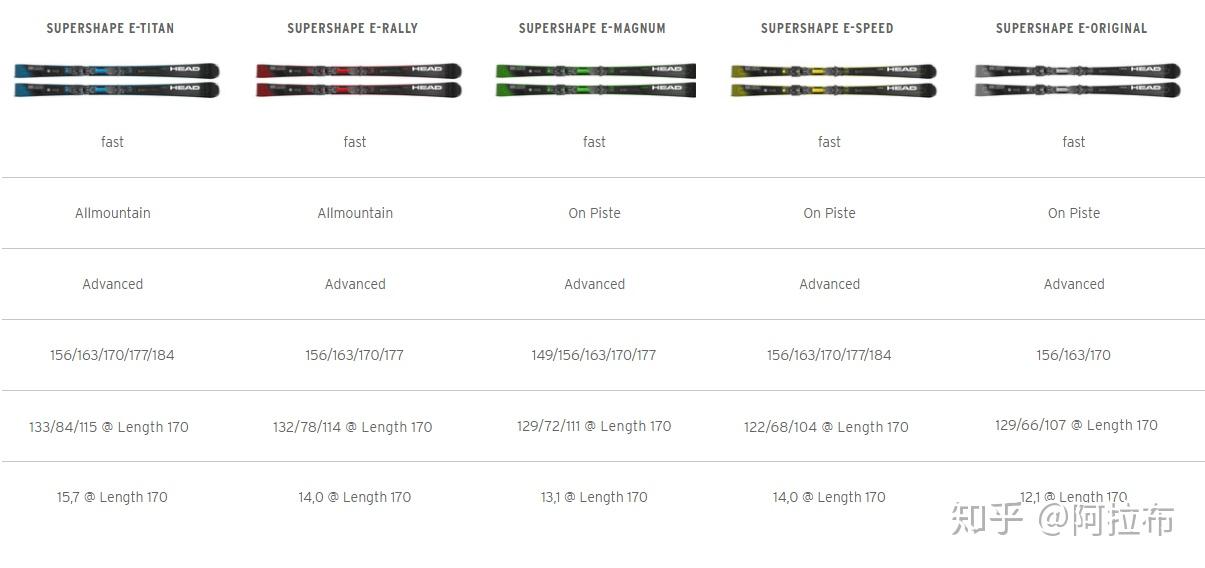 SUPERSHAPE E-TITAN SUPERSHAPE E-RALLY SUPERSHAPE E-MAGNUM SUPERSHAPE E-SPEED SUPERSHAPE E-ORIGINAL
HEAD HEAD HEAD HEAD HEAD
HEAD HEAD HEAD HEAD HEAD
fast fast fast fast fast
Allmountain Allmountain On Piste On Piste On Piste
Advanced Advanced Advanced Advanced Advanced
156/163/170/177/184 156/163/170/177 149/156/163/170/177 156/163/170/177/184 156/163/170
133/84/115 @ Length 170 132/78/114 @ Length 170 129/72/111 @ Length 170 122/68/104 @ Length 170 129/66/107 @ Length 170
15,7 @ Length 170 14,0 @ Length 170 13,1 @ Length 170 14,0 @ Length 170 12,1 @ Length 170
知乎 @阿拉布